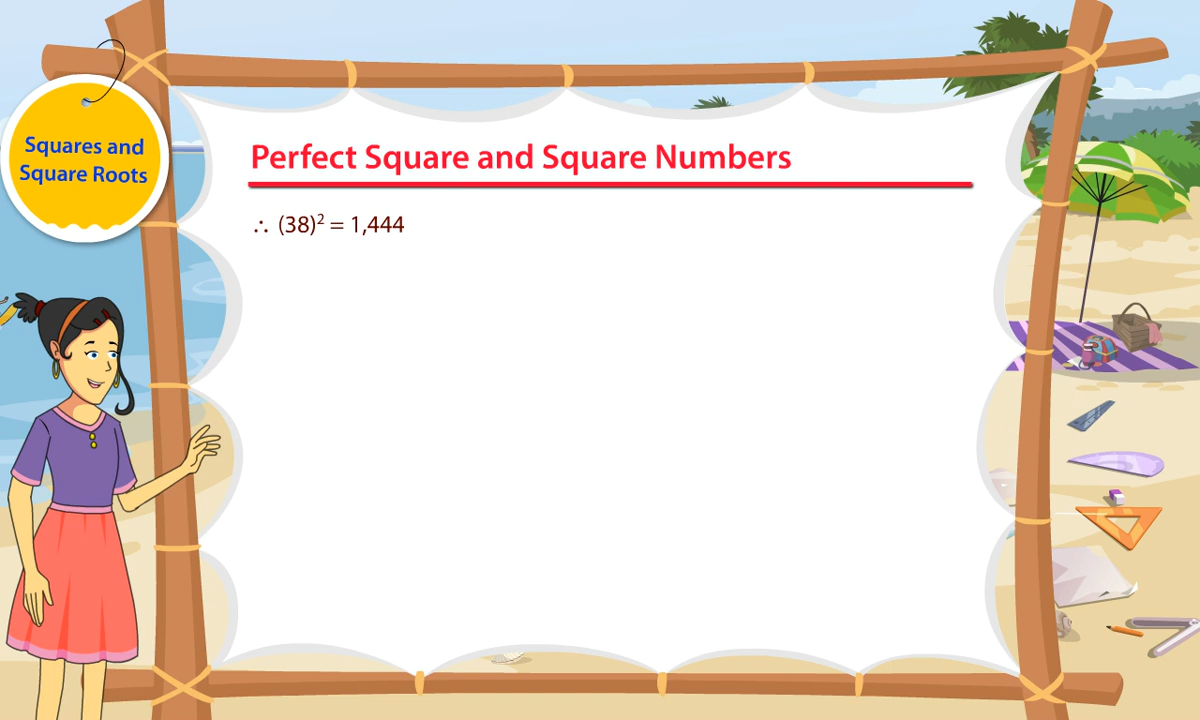 Squares and
Square Roots
Perfect Square and Square Numbers
∴ (38)² = 1,444